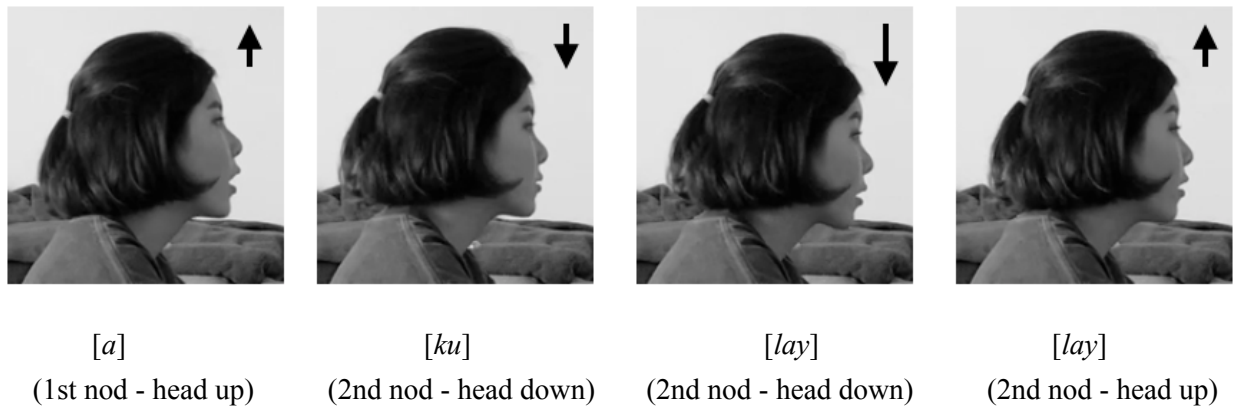 [a] [ku] [lay] [lay]
(1st nod - head up) (2nd nod - head down) (2nd nod - head down) (2nd nod - head up)